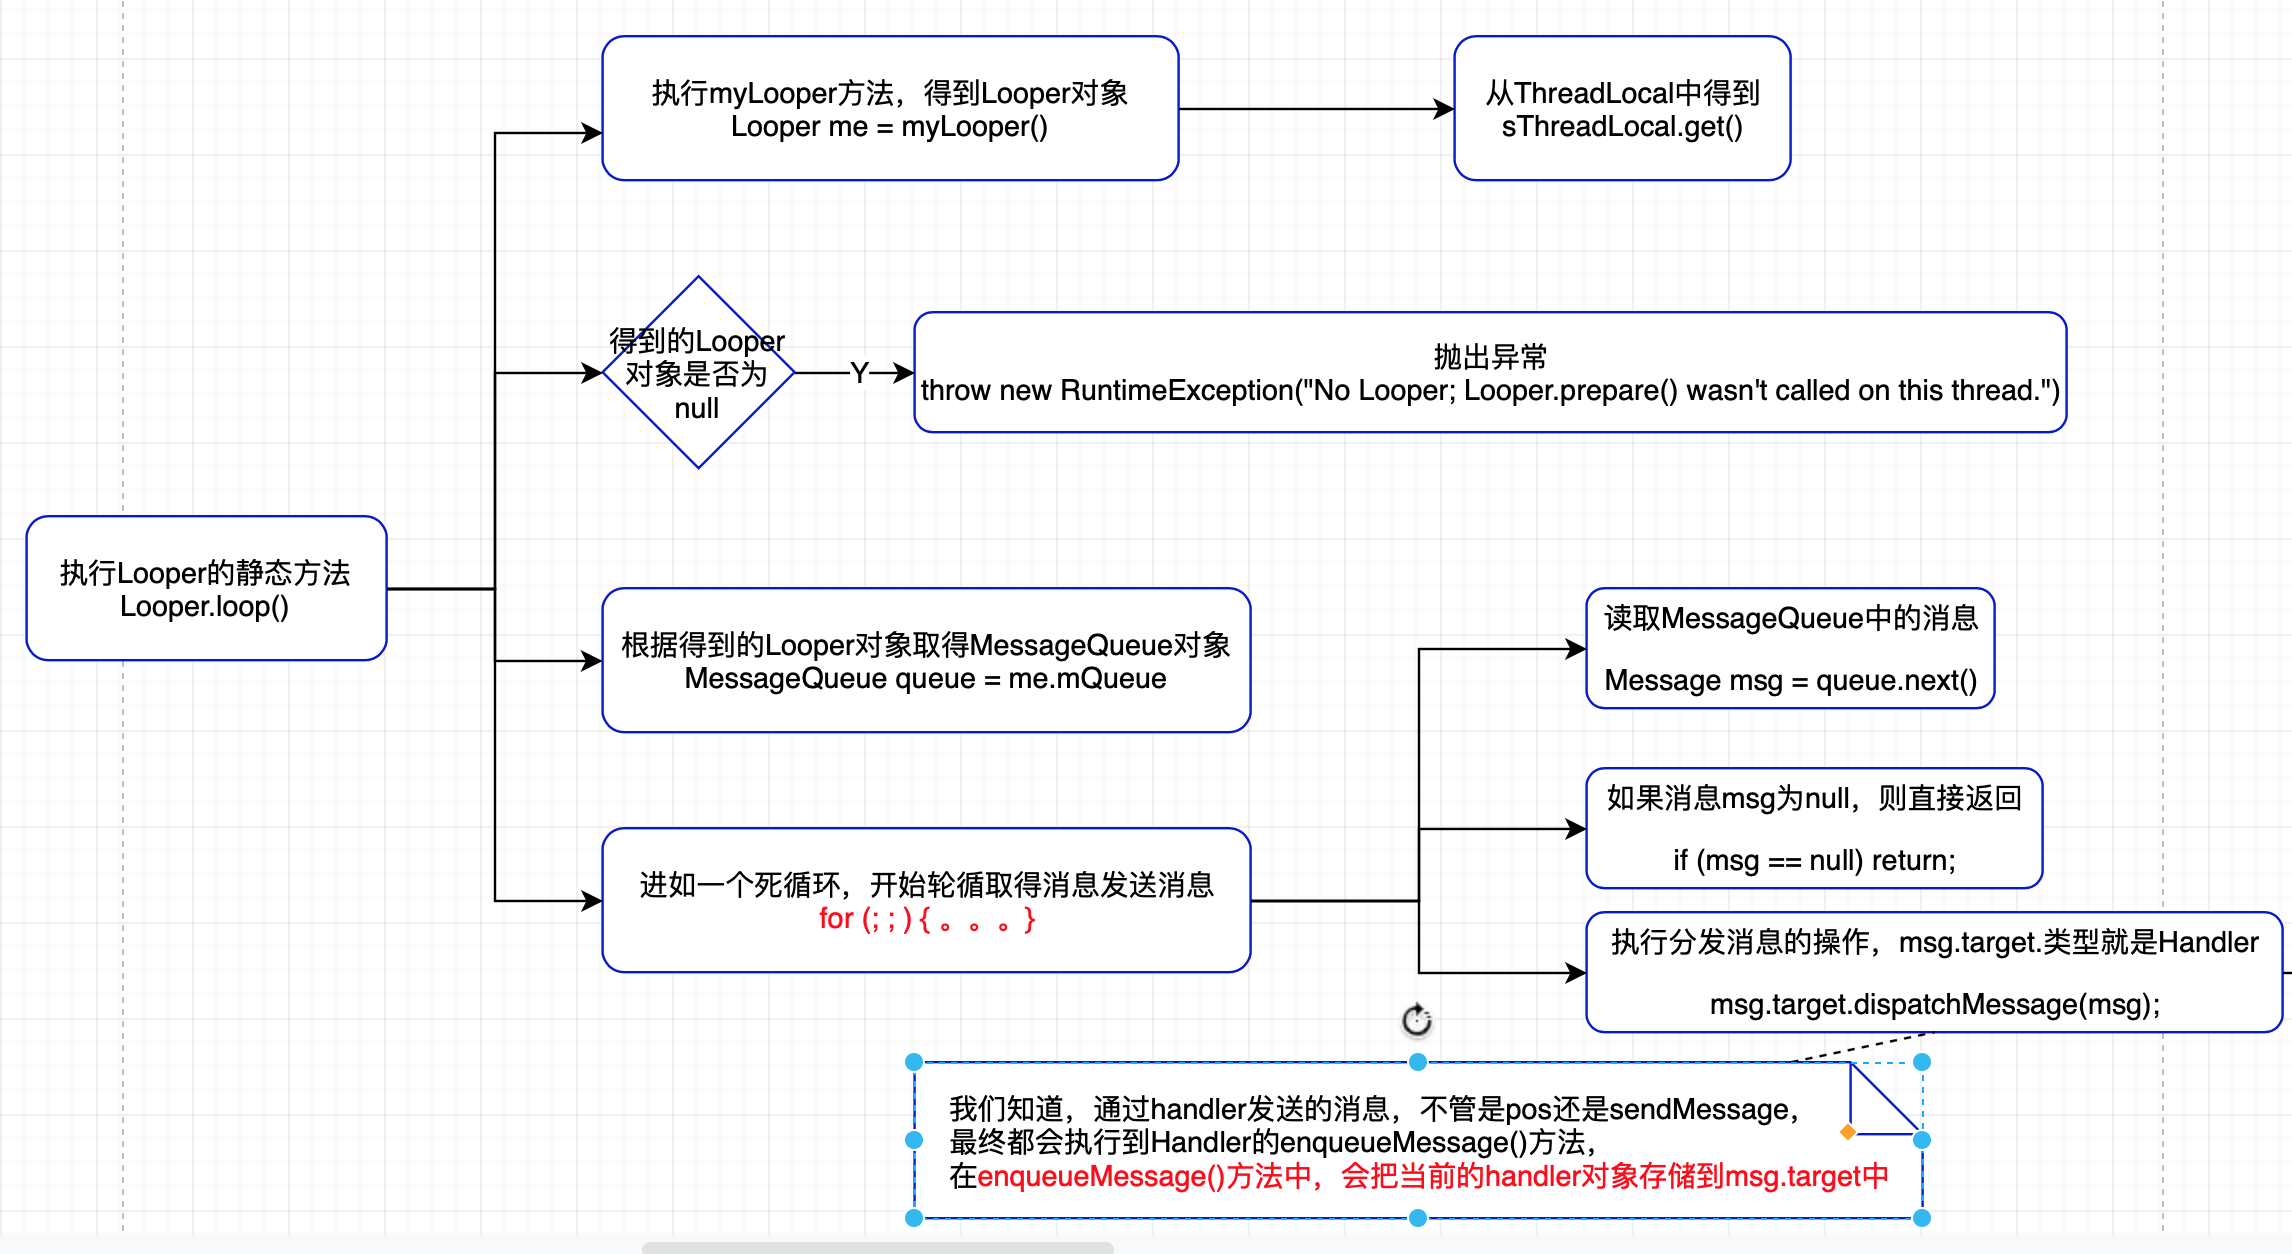 执行myLooper方法，得到Looper对象
Looper me = myLooper()
从ThreadLocal中得到
sThreadLocal.get()
得到的Looper
对象是否为
null
Y
抛出异常
throw new RuntimeException("No Looper; Looper.prepare() wasn't called on this thread.")
执行Looper的静态方法
Looper.loop()
根据得到的Looper对象取得MessageQueue对象
MessageQueue queue = me.mQueue
读取MessageQueue中的消息
Message msg = queue.next()
如果消息msg为null，则直接返回
if (msg == null) return;
进如一个死循环，开始轮循取得消息发送消息
for (; ; ) { 。。。}
执行分发消息的操作，msg.target.类型就是Handler
msg.target.dispatchMessage(msg);
我们知道，通过handler发送的消息，不管是pos还是sendMessage，
最终都会执行到Handler的enqueueMessage()方法，
在enqueueMessage()方法中，会把当前的handler对象存储到msg.target中